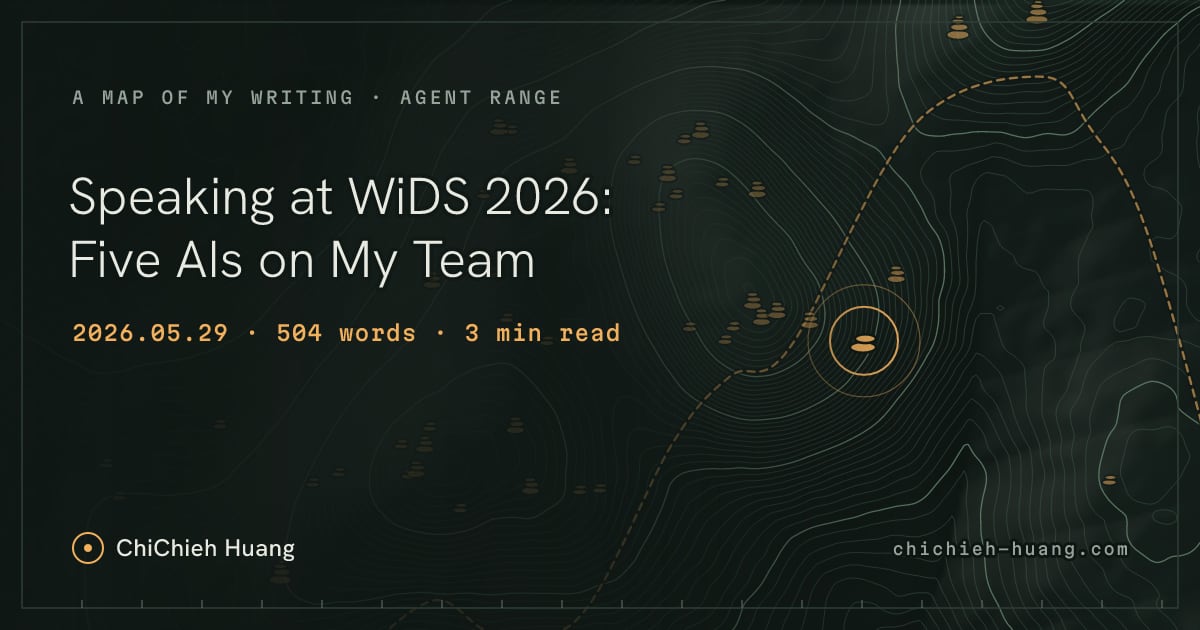 A MAP OF MY WRITING · AGENT RANGE
Speaking at WiDS 2026:
Five AIs on My Team
2026.05.29 · 504 words · 3 min read
ChiChieh Huang
chichieh-huang.com